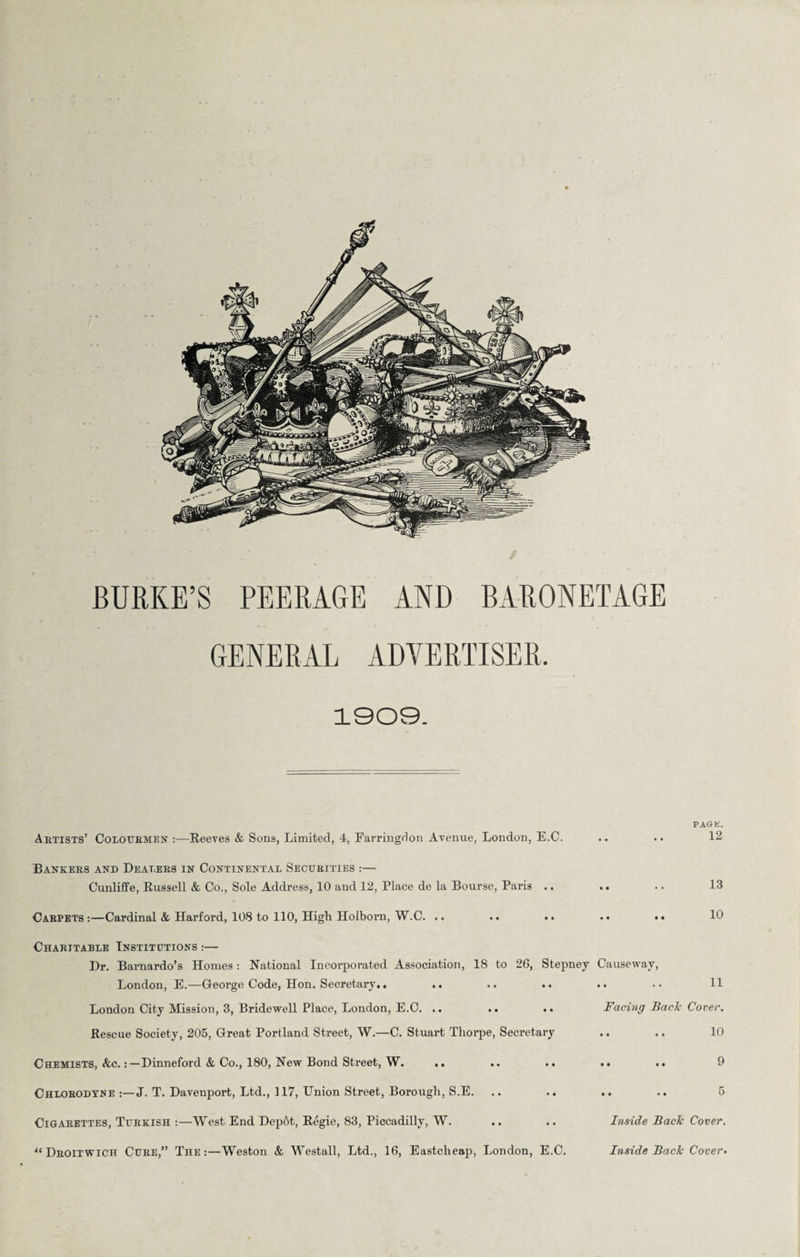 BURKE'S PEERAGE AND BARONETAGE
GENERAL ADVERTISER.
1909.
PAGE.
ARTISTS' COLOURMEN :—Reeves & Sons, Limited, 4, Farringdon Avenue, London, E.C. .. .. 12
BANKERS AND DEALERS IN CONTINENTAL SECURITIES :—
Cunliffe, Russell & Co., Sole Address, 10 and 12, Place de la Bourse, Paris .. .. .. 13
CARPETS :—Cardinal & Harford, 108 to 110, High Holborn, W.C. .. .. .. .. .. 10
CHARITABLE INSTITUTIONS :—
Dr. Barnardo's Homes : National Incorporated Association, 18 to 26, Stepney Causeway,
London, E.—George Code, Hon. Secretary.. .. .. .. .. .. 11
London City Mission, 3, Bridewell Place, London, E.C. .. .. .. Facing Back Cover.
Rescue Society, 205, Great Portland Street, W.—C. Stuart Thorpe, Secretary .. .. 10
CHEMISTS, &c. :—Dinneford & Co., 180, New Bond Street, W. .. .. .. .. .. 9
CHLORODYNE :—J. T. Davenport, Ltd., 117, Union Street, Borough, S.E. .. .. .. .. 5
CIGARETTES, TURKISH :—West End Depôt, Régie, 83, Piccadilly, W. .. .. Inside Back Cover.
"DROITWICH CURE," THE :—Weston & Westall, Ltd., 16, Eastcheap, London, E.C. Inside Back Cover.